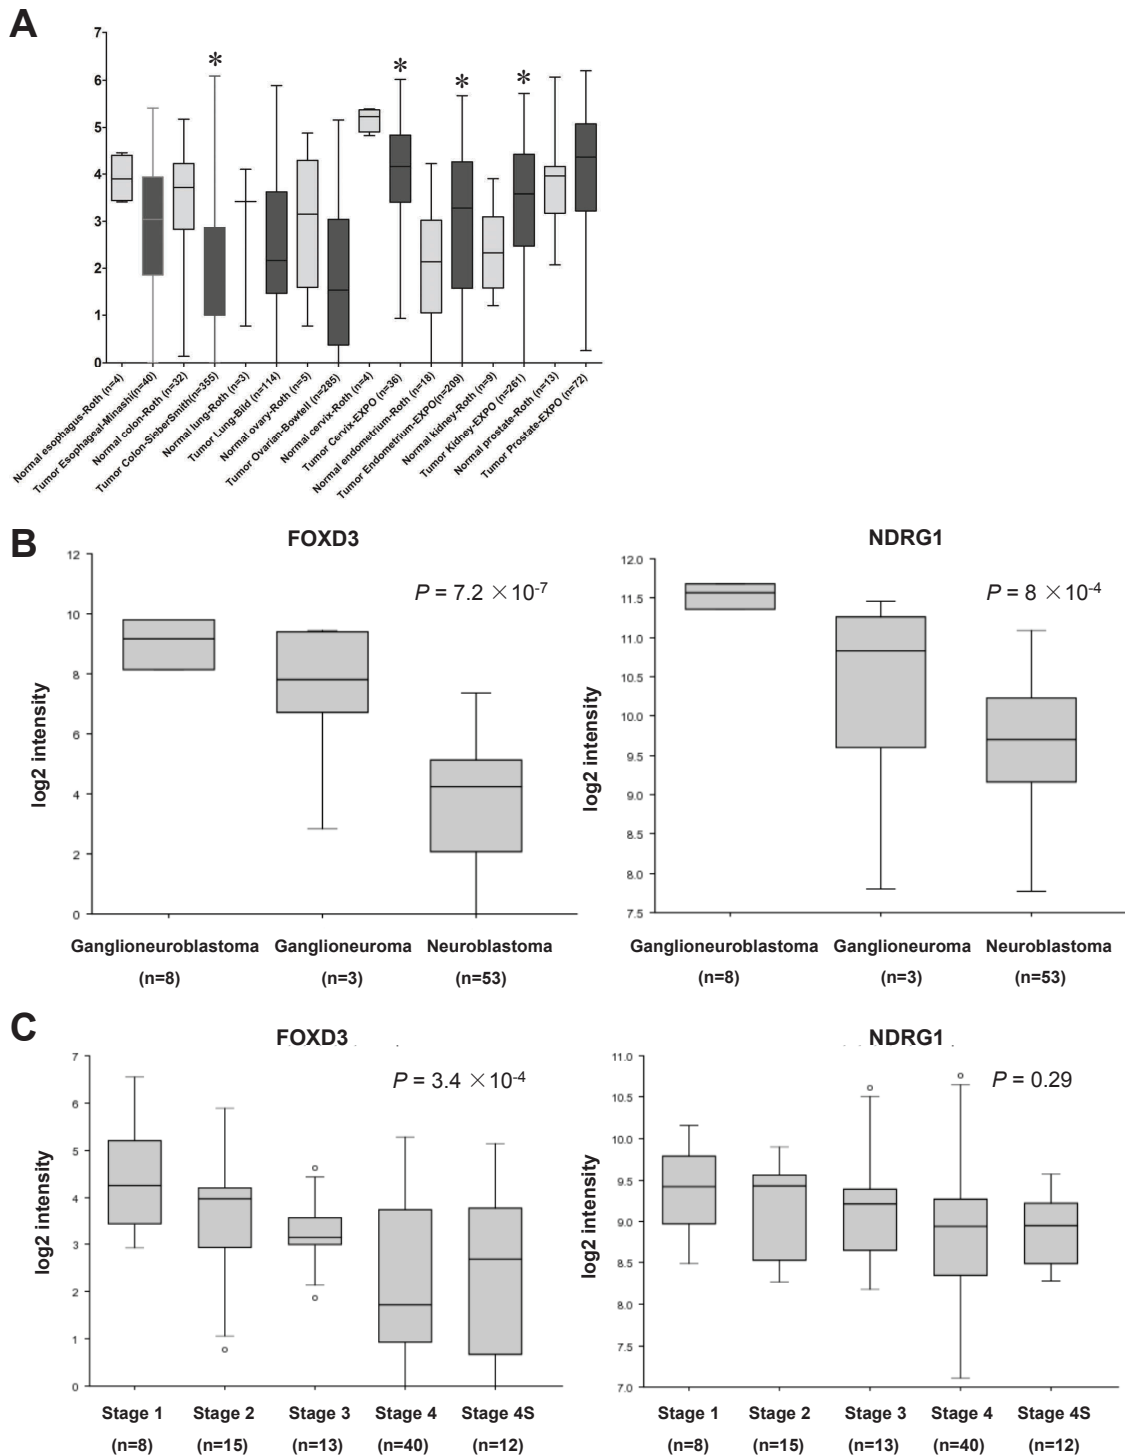 A
7
6
5
4
3
2
1
0
*
*
*
*
Normal esophagus-Roth (n=4)
Tumor Esophageal-Minashi(n=40)
Normal colon-Roth (n=32)
Tumor Colon-SieberSmith(n=355)
Normal lung-Roth (n=3)
Tumor Lung-Bild (n=114)
Normal ovary-Roth (n=5)
Tumor Ovarian-Bowtell (n=285)
Normal cervix-Roth (n=4)
Tumor Cervix-EXPO (n=36)
Normal endometrium-Roth (n=18)
Tumor Endometrium-EXPO(n=209)
Normal kidney-Roth (n=9)
Tumor Kidney-EXPO (n=261)
Normal prostate-Roth (n=13)
Tumor Prostate-EXPO (n=72)
B
FOXD3
P = 7.2 ×10-7
log2 intensity
12
10
8
6
4
2
0
Ganglioneuroblastoma Ganglioneuroma Neuroblastoma
(n=8) (n=3) (n=53)
NDRG1
P = 8 ×10-4
log2 intensity
12.0
11.5
11.0
10.5
10.0
9.5
9.0
8.5
8.0
7.5
Ganglioneuroblastoma Ganglioneuroma Neuroblastoma
(n=8) (n=3) (n=53)
C
FOXD3
P = 3.4 ×10-4
log2 intensity
7
6
5
4
3
2
1
0
Stage 1 Stage 2 Stage 3 Stage 4 Stage 4S
(n=8) (n=15) (n=13) (n=40) (n=12)
NDRG1
P = 0.29
log2 intensity
11.0
10.5
10.0
9.5
9.0
8.5
8.0
7.5
7.0
Stage 1 Stage 2 Stage 3 Stage 4 Stage 4S
(n=8) (n=15) (n=13) (n=40) (n=12)